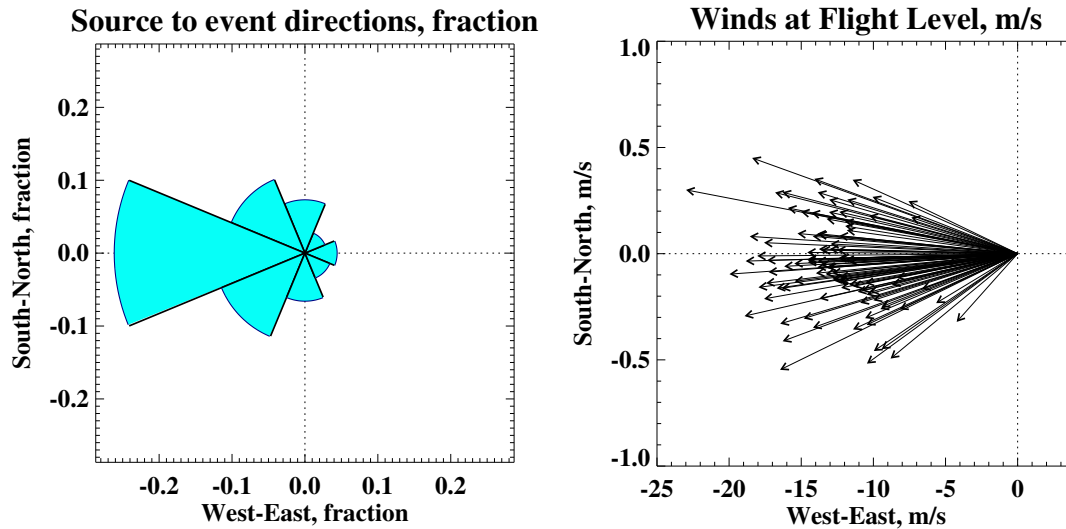 Source to event directions, fraction
0.2
0.1
0.0
-0.1
-0.2
South-North, fraction
-0.2 -0.1 0.0 0.1 0.2
West-East, fraction
Winds at Flight Level, m/s
1.0
0.5
0.0
-0.5
-1.0
South-North, m/s
-25 -20 -15 -10 -5 0
West-East, m/s